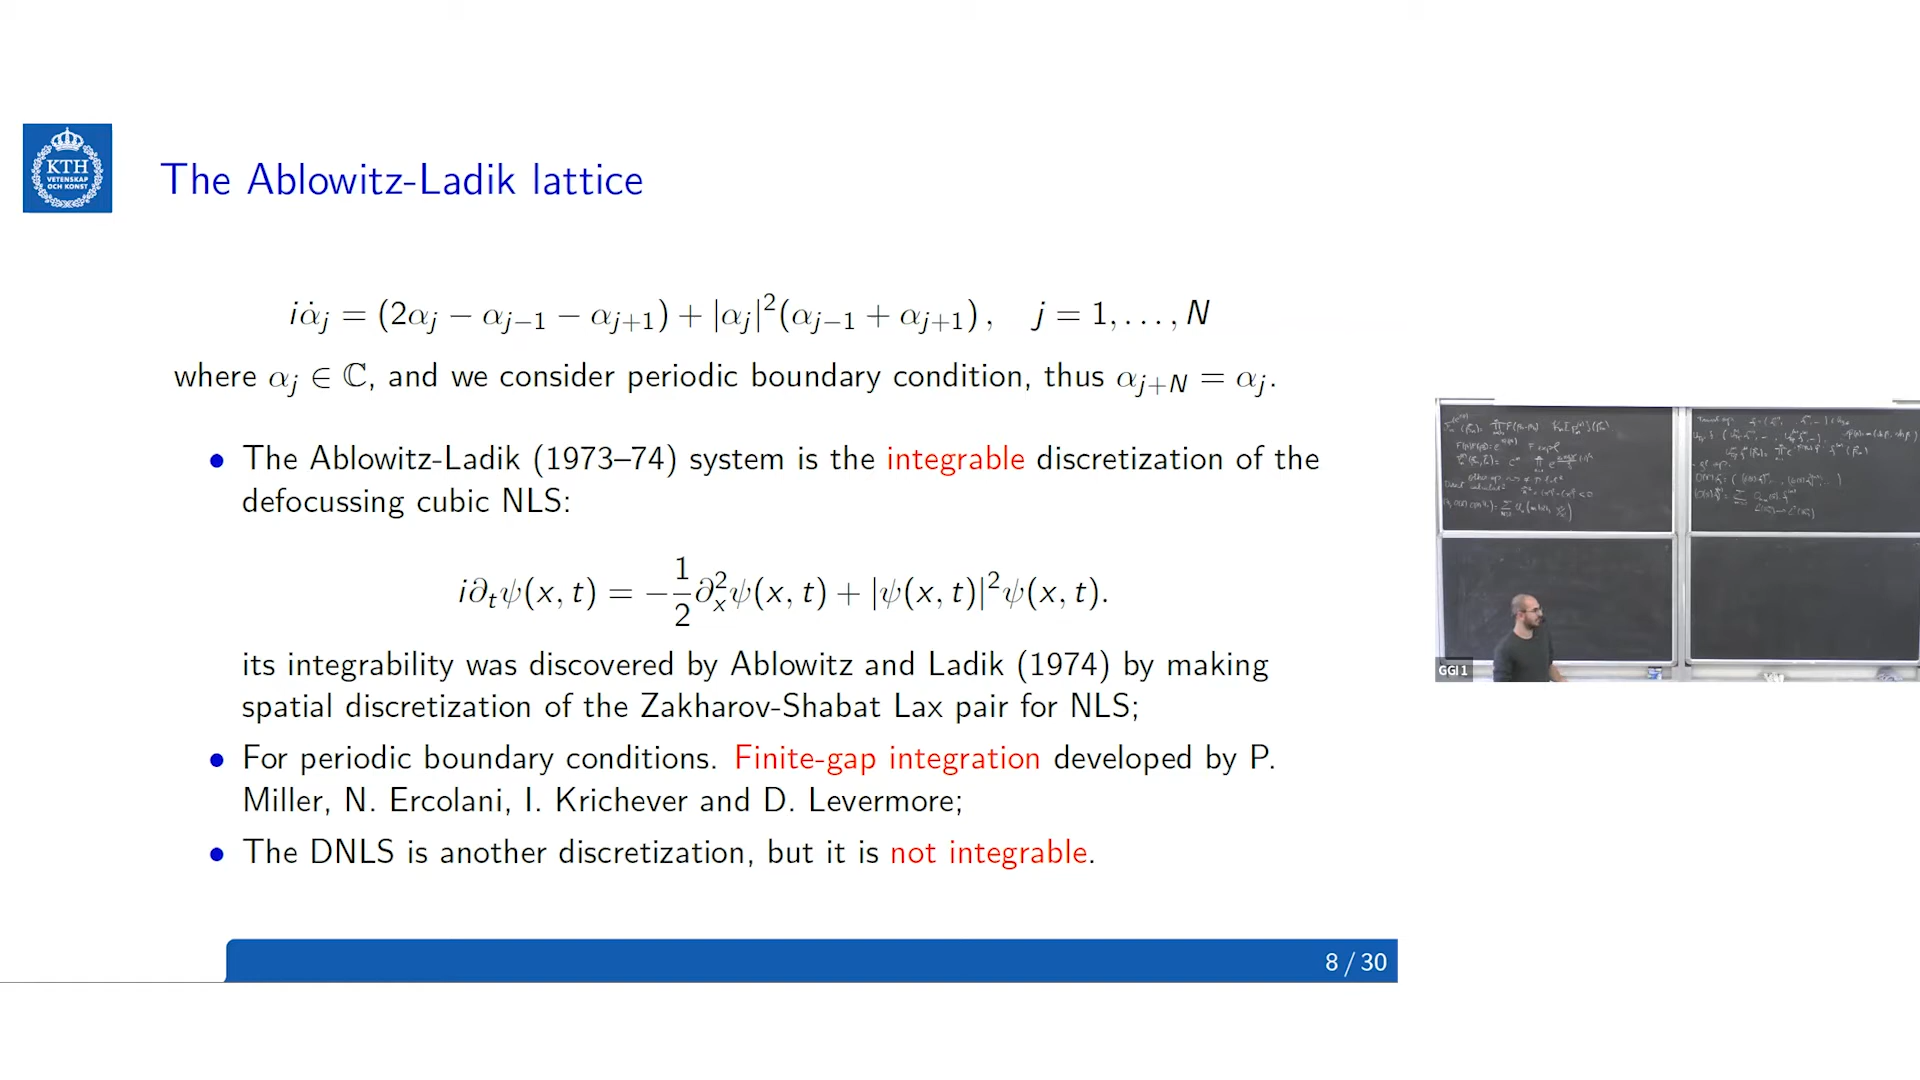 KTH
VETENSKAP
OCH KONST
The Ablowitz-Ladik lattice
iα̇_j = (2α_j − α_{j−1} − α_{j+1}) + |α_j|²(α_{j−1} + α_{j+1}) , j = 1, . . . , N
where α_j ∈ ℂ, and we consider periodic boundary condition, thus α_{j+N} = α_j.
• The Ablowitz-Ladik (1973–74) system is the integrable discretization of the
defocussing cubic NLS:
i∂_tψ(x, t) = −\frac{1}{2}∂_x^2ψ(x, t) + |ψ(x, t)|²ψ(x, t).
its integrability was discovered by Ablowitz and Ladik (1974) by making
spatial discretization of the Zakharov-Shabat Lax pair for NLS;
• For periodic boundary conditions. Finite-gap integration developed by P.
Miller, N. Ercolani, I. Krichever and D. Levermore;
• The DNLS is another discretization, but it is not integrable.
8 / 30
GGI 1